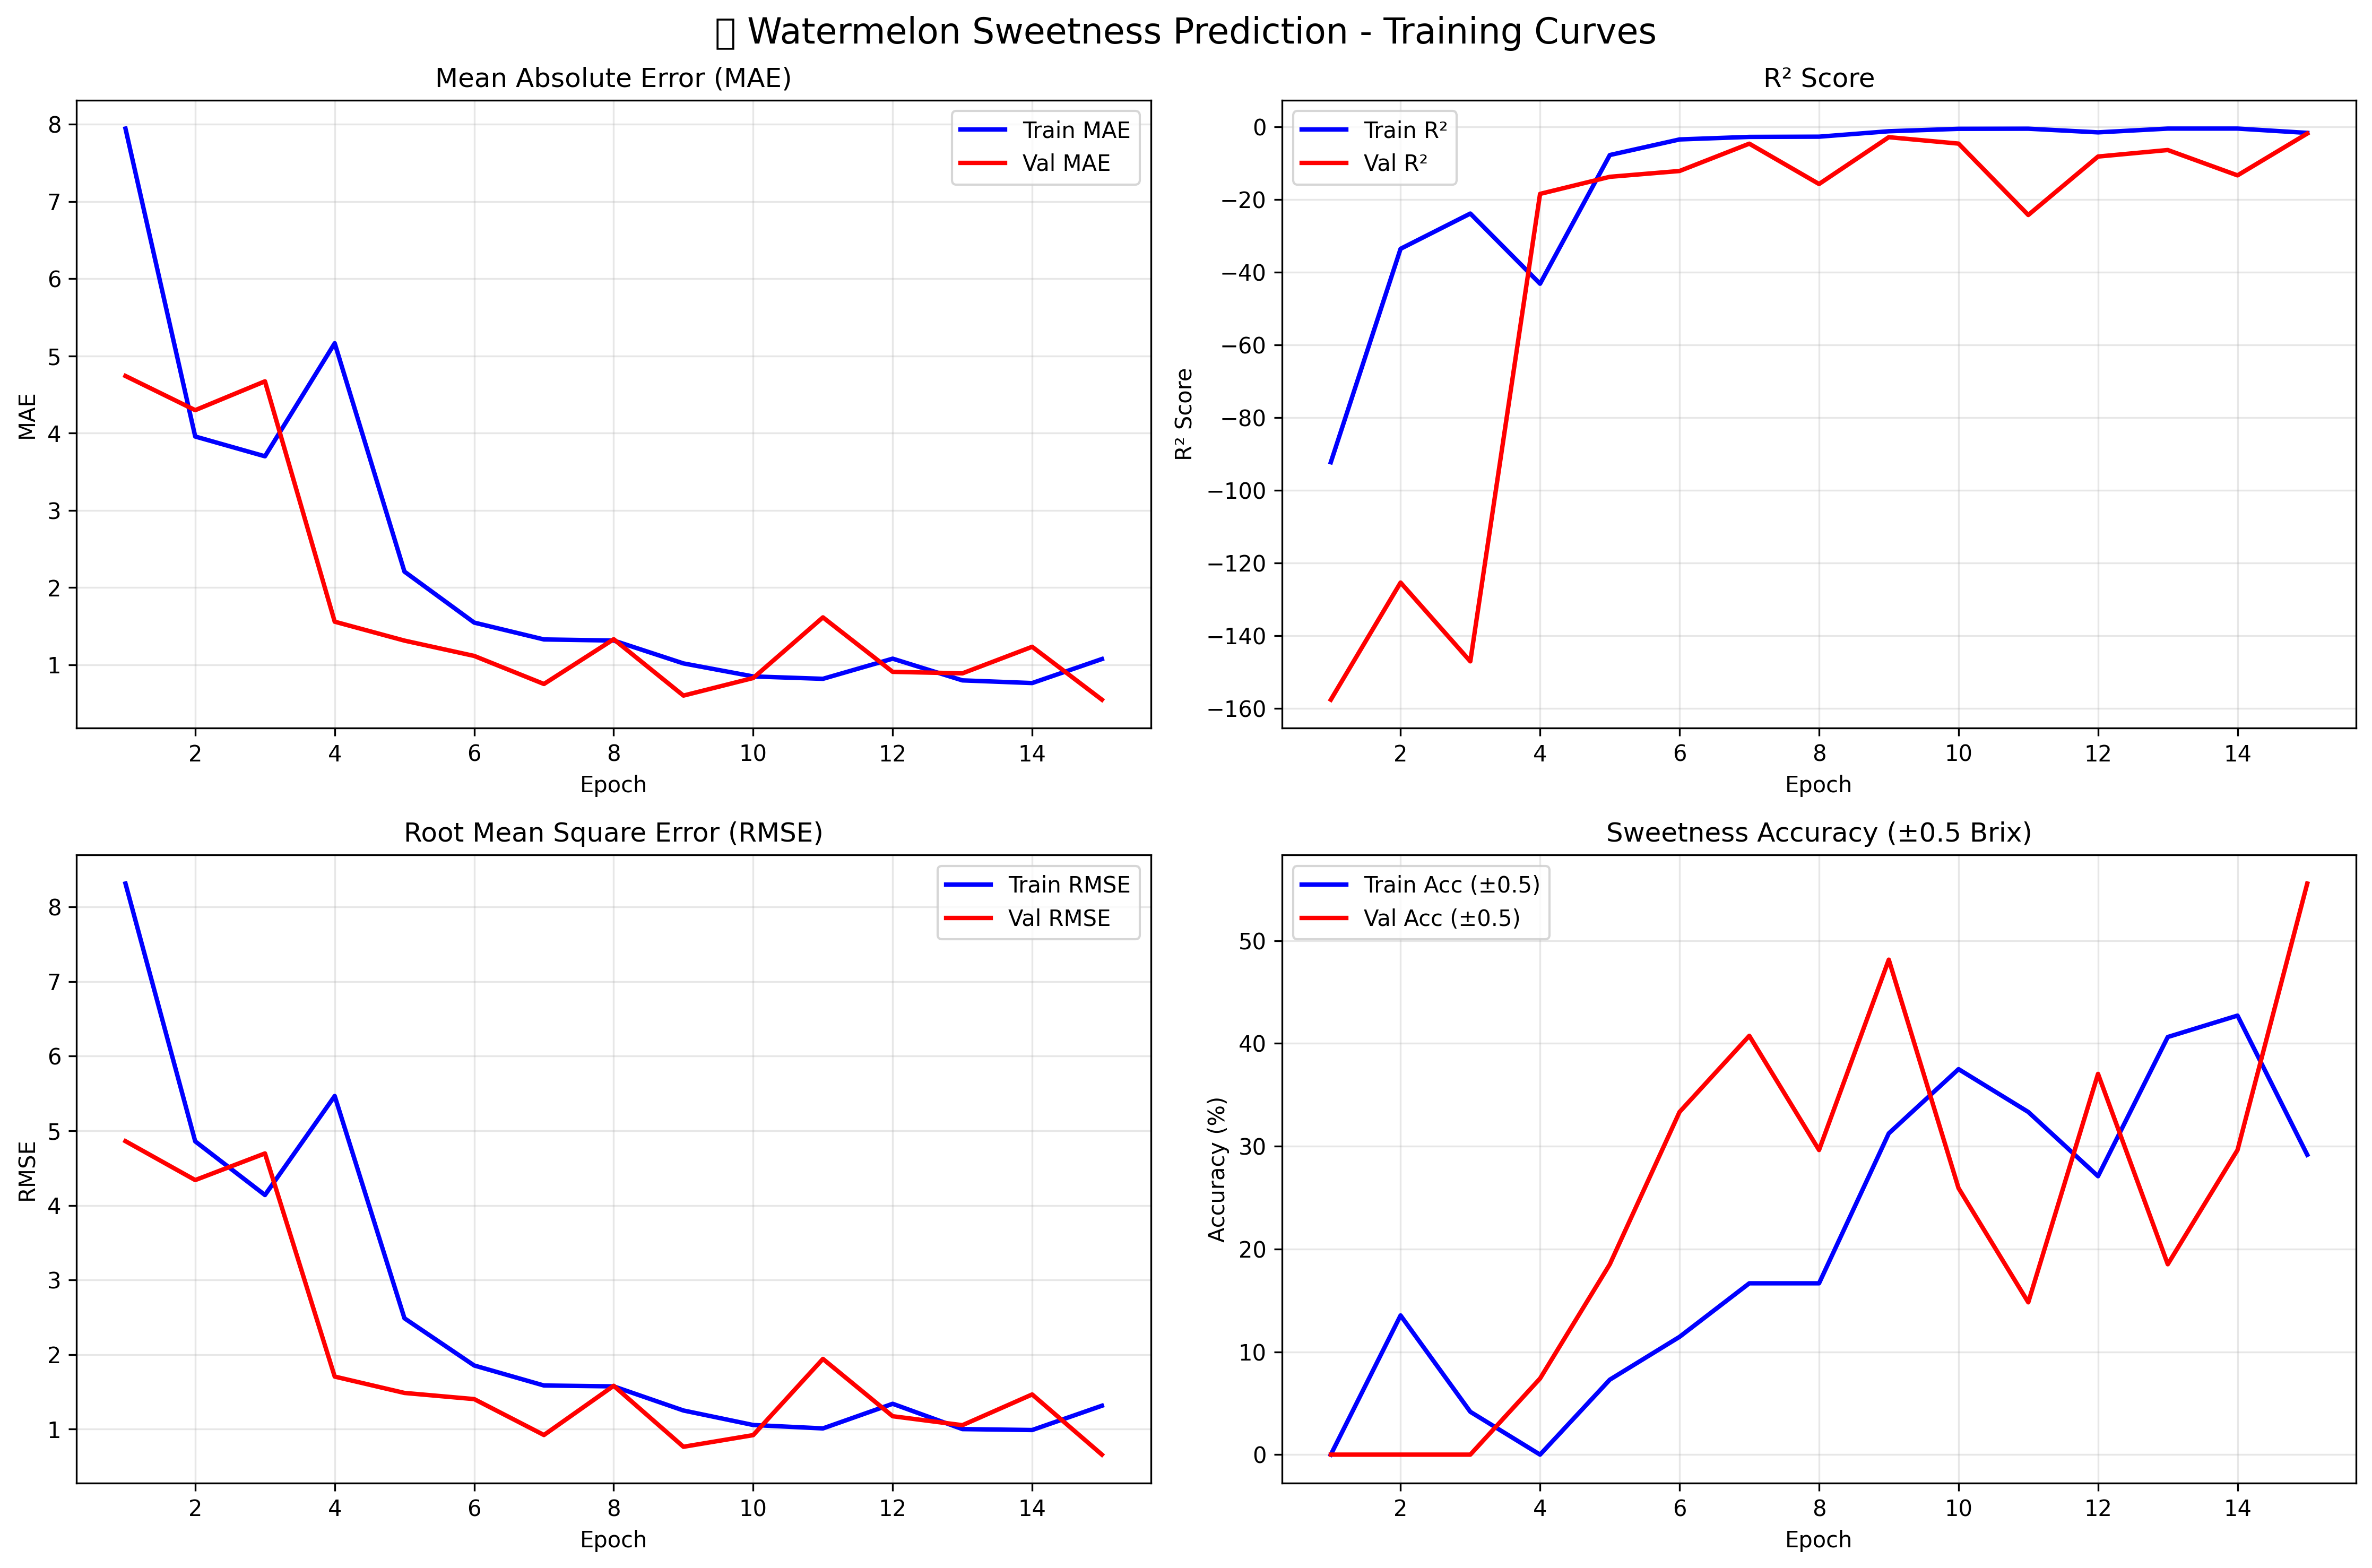 ▯ Watermelon Sweetness Prediction - Training Curves
Mean Absolute Error (MAE)
Train MAE
Val MAE
MAE
8
7
6
5
4
3
2
1
2 4 6 8 10 12 14
Epoch
R² Score
Train R²
Val R²
R² Score
0
−20
−40
−60
−80
−100
−120
−140
−160
2 4 6 8 10 12 14
Epoch
Root Mean Square Error (RMSE)
Train RMSE
Val RMSE
RMSE
8
7
6
5
4
3
2
1
2 4 6 8 10 12 14
Epoch
Sweetness Accuracy (±0.5 Brix)
Train Acc (±0.5)
Val Acc (±0.5)
Accuracy (%)
50
40
30
20
10
0
2 4 6 8 10 12 14
Epoch